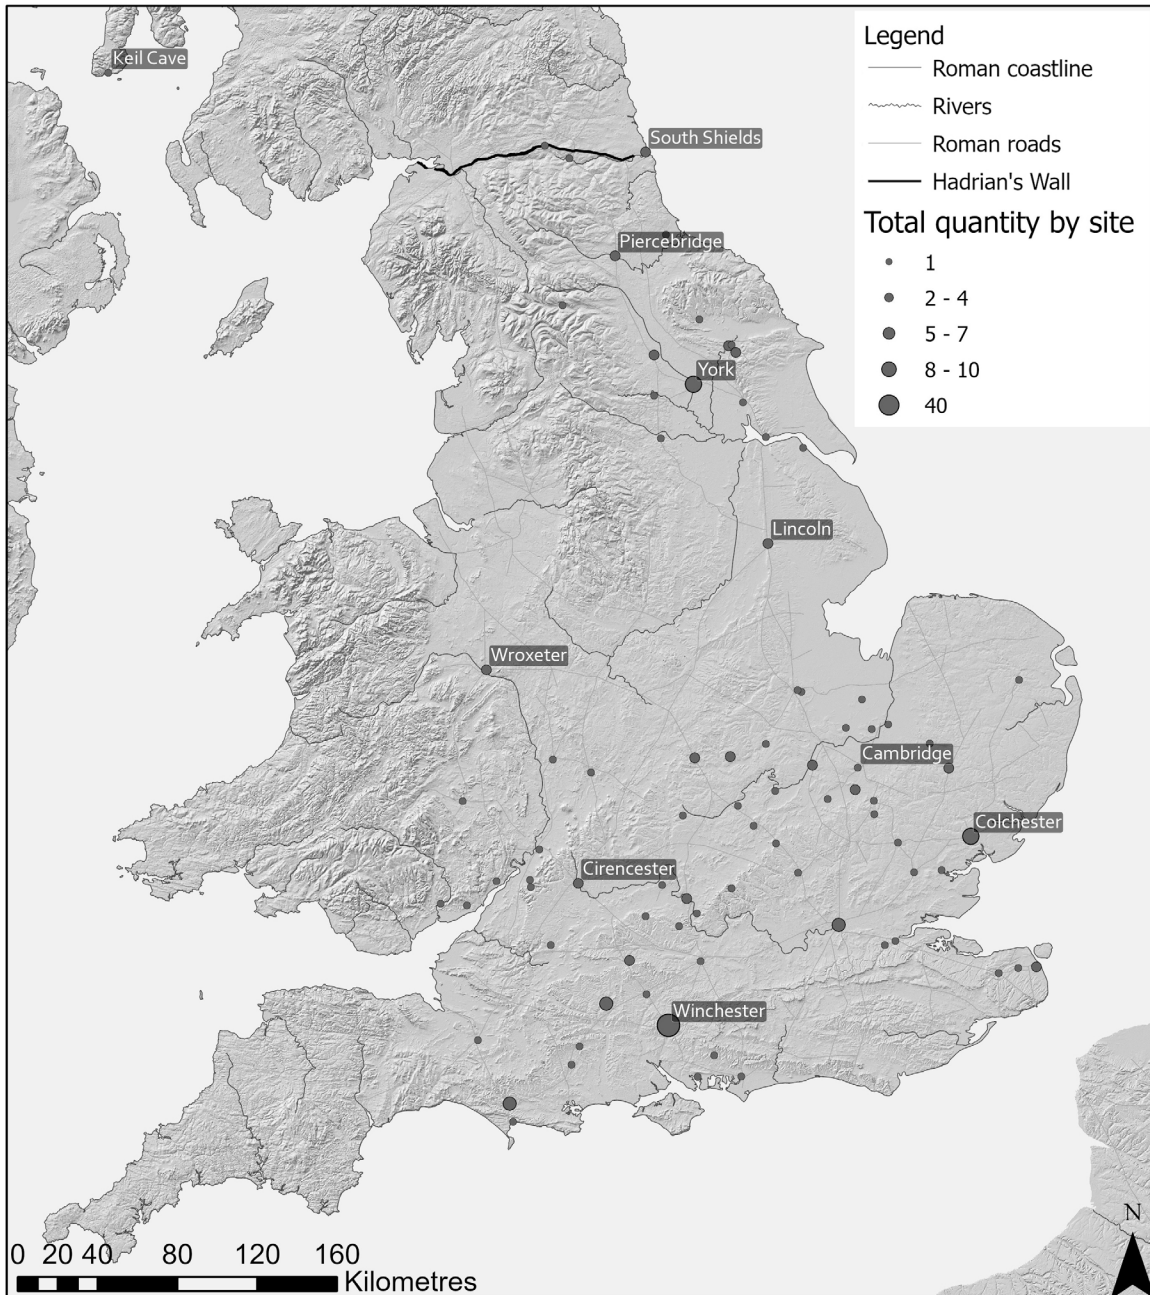 Keil Cave
South Shields
Piercebridge
York
Lincoln
Wroxeter
Cambridge
Colchester
Cirencester
Winchester
Legend
Roman coastline
Rivers
Roman roads
Hadrian's Wall
Total quantity by site
1
2 - 4
5 - 7
8 - 10
40
0 20 40 80 120 160
Kilometres
N